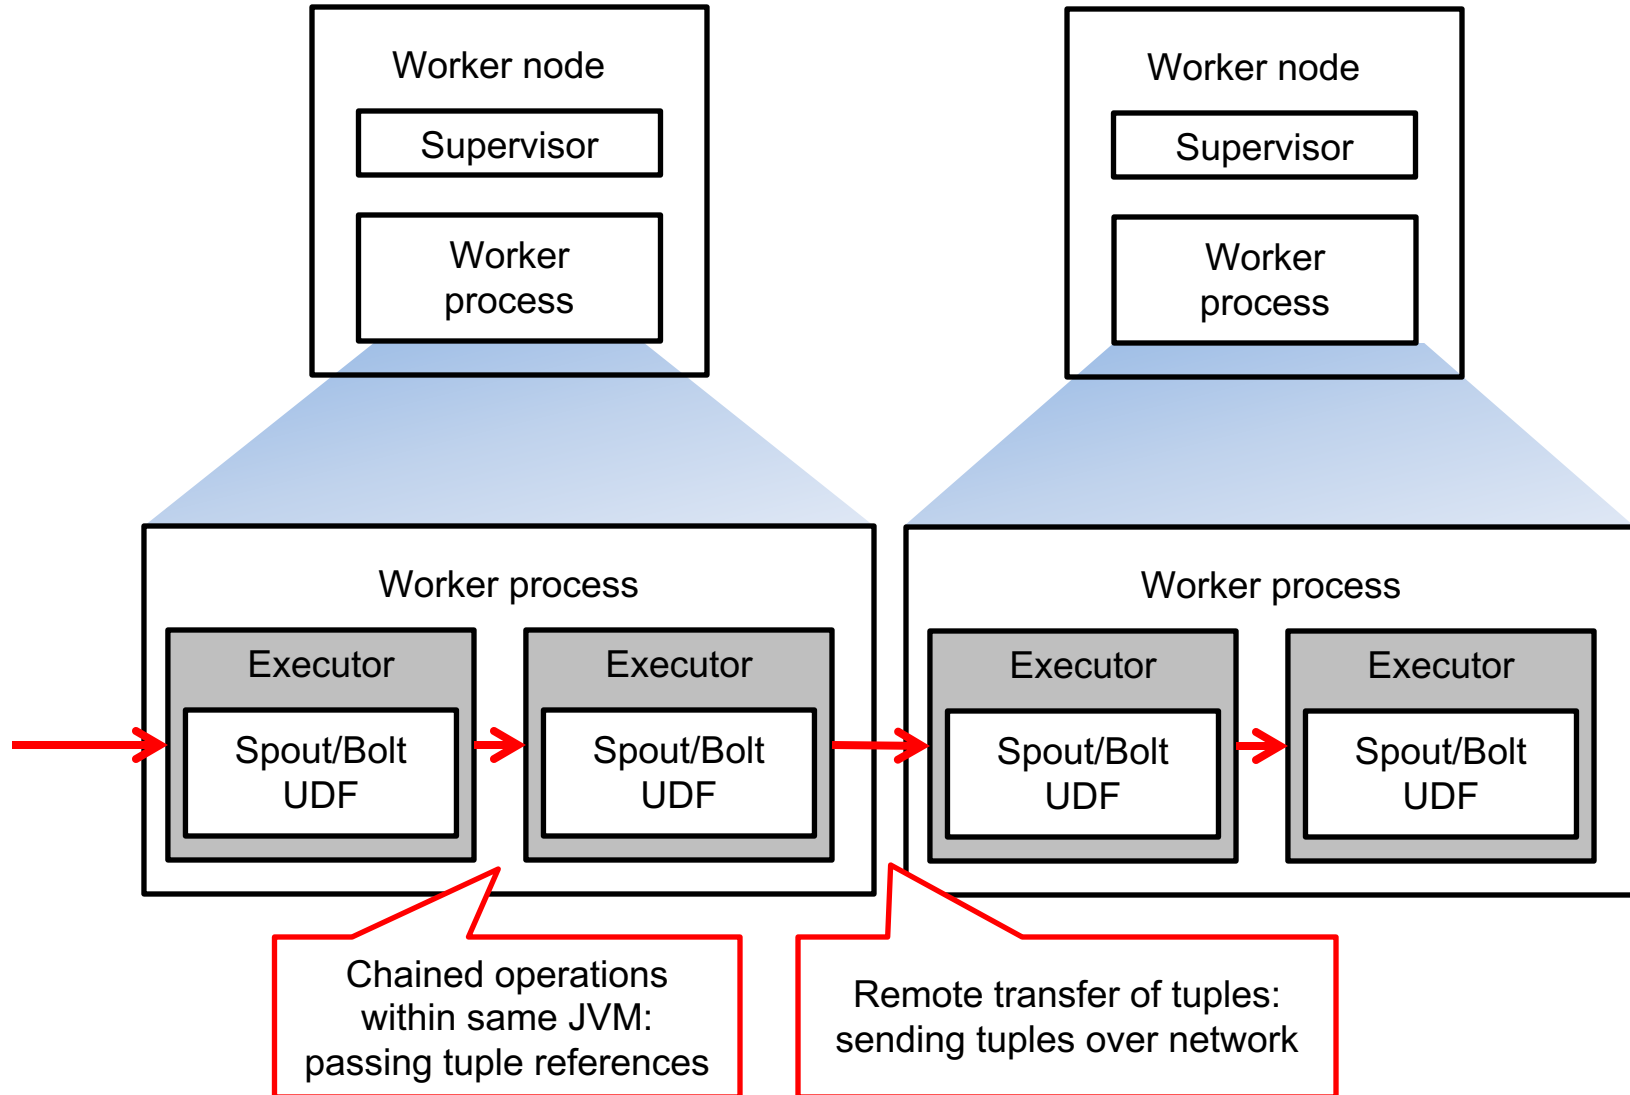 Worker node
Supervisor
Worker
process
Worker node
Supervisor
Worker
process
Worker process
Executor
Spout/Bolt
UDF
Executor
Spout/Bolt
UDF
Worker process
Executor
Spout/Bolt
UDF
Executor
Spout/Bolt
UDF
Chained operations
within same JVM:
passing tuple references
Remote transfer of tuples:
sending tuples over network